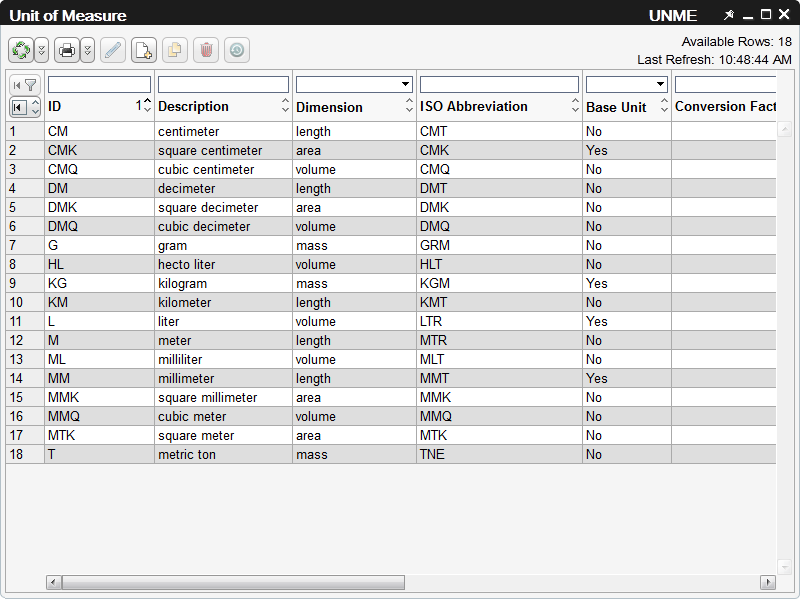 Unit of Measure UNME
Available Rows: 18
Last Refresh: 10:48:44 AM
ID 1 Description Dimension ISO Abbreviation Base Unit Conversion Fact
1 CM centimeter length CMT No
2 CMK square centimeter area CMK Yes
3 CMQ cubic centimeter volume CMQ No
4 DM decimeter length DMT No
5 DMK square decimeter area DMK No
6 DMQ cubic decimeter volume DMQ No
7 G gram mass GRM No
8 HL hecto liter volume HLT No
9 KG kilogram mass KGM Yes
10 KM kilometer length KMT No
11 L liter volume LTR Yes
12 M meter length MTR No
13 ML milliliter volume MLT No
14 MM millimeter length MMT Yes
15 MMK square millimeter area MMK No
16 MMQ cubic meter volume MMQ No
17 MTK square meter area MTK No
18 T metric ton mass TNE No